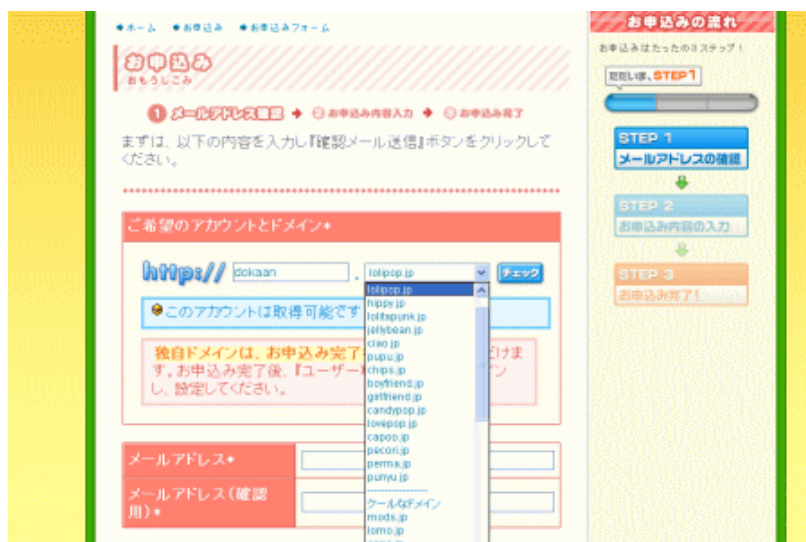 ホーム お申込み お申込みフォーム
お申込み
おもうしこみ
1 メールアドレス確認 2 お申込み内容入力 3 お申込み完了
まずは、以下の内容を入力し『確認メール送信』ボタンをクリックして
ください。
ご希望のアカウントとドメイン*
https// dokaan . lolipop.jp チェック
lolipop.jp
hippy.jp
lolitapunk.jp
jellybean.jp
ciao.jp
pupu.jp
chips.jp
boyfriend.jp
girlfriend.jp
candypop.jp
lovepop.jp
capoo.jp
pecori.jp
perma.jp
punyu.jp
----------------
クールなドメイン
mods.jp
lomo.jp
このアカウントは取得可能です
独自ドメインは、お申込み完了
だけま
す。お申込み完了後、『ユーザー
ン
し、設定してください。
メールアドレス*
メールアドレス(確認
用)*
お申込みの流れ
お申込みはたったの3ステップ!
ただいま、STEP1
STEP 1
メールアドレスの確認
STEP 2
お申込内容の入力
STEP 3
お申込み完了!